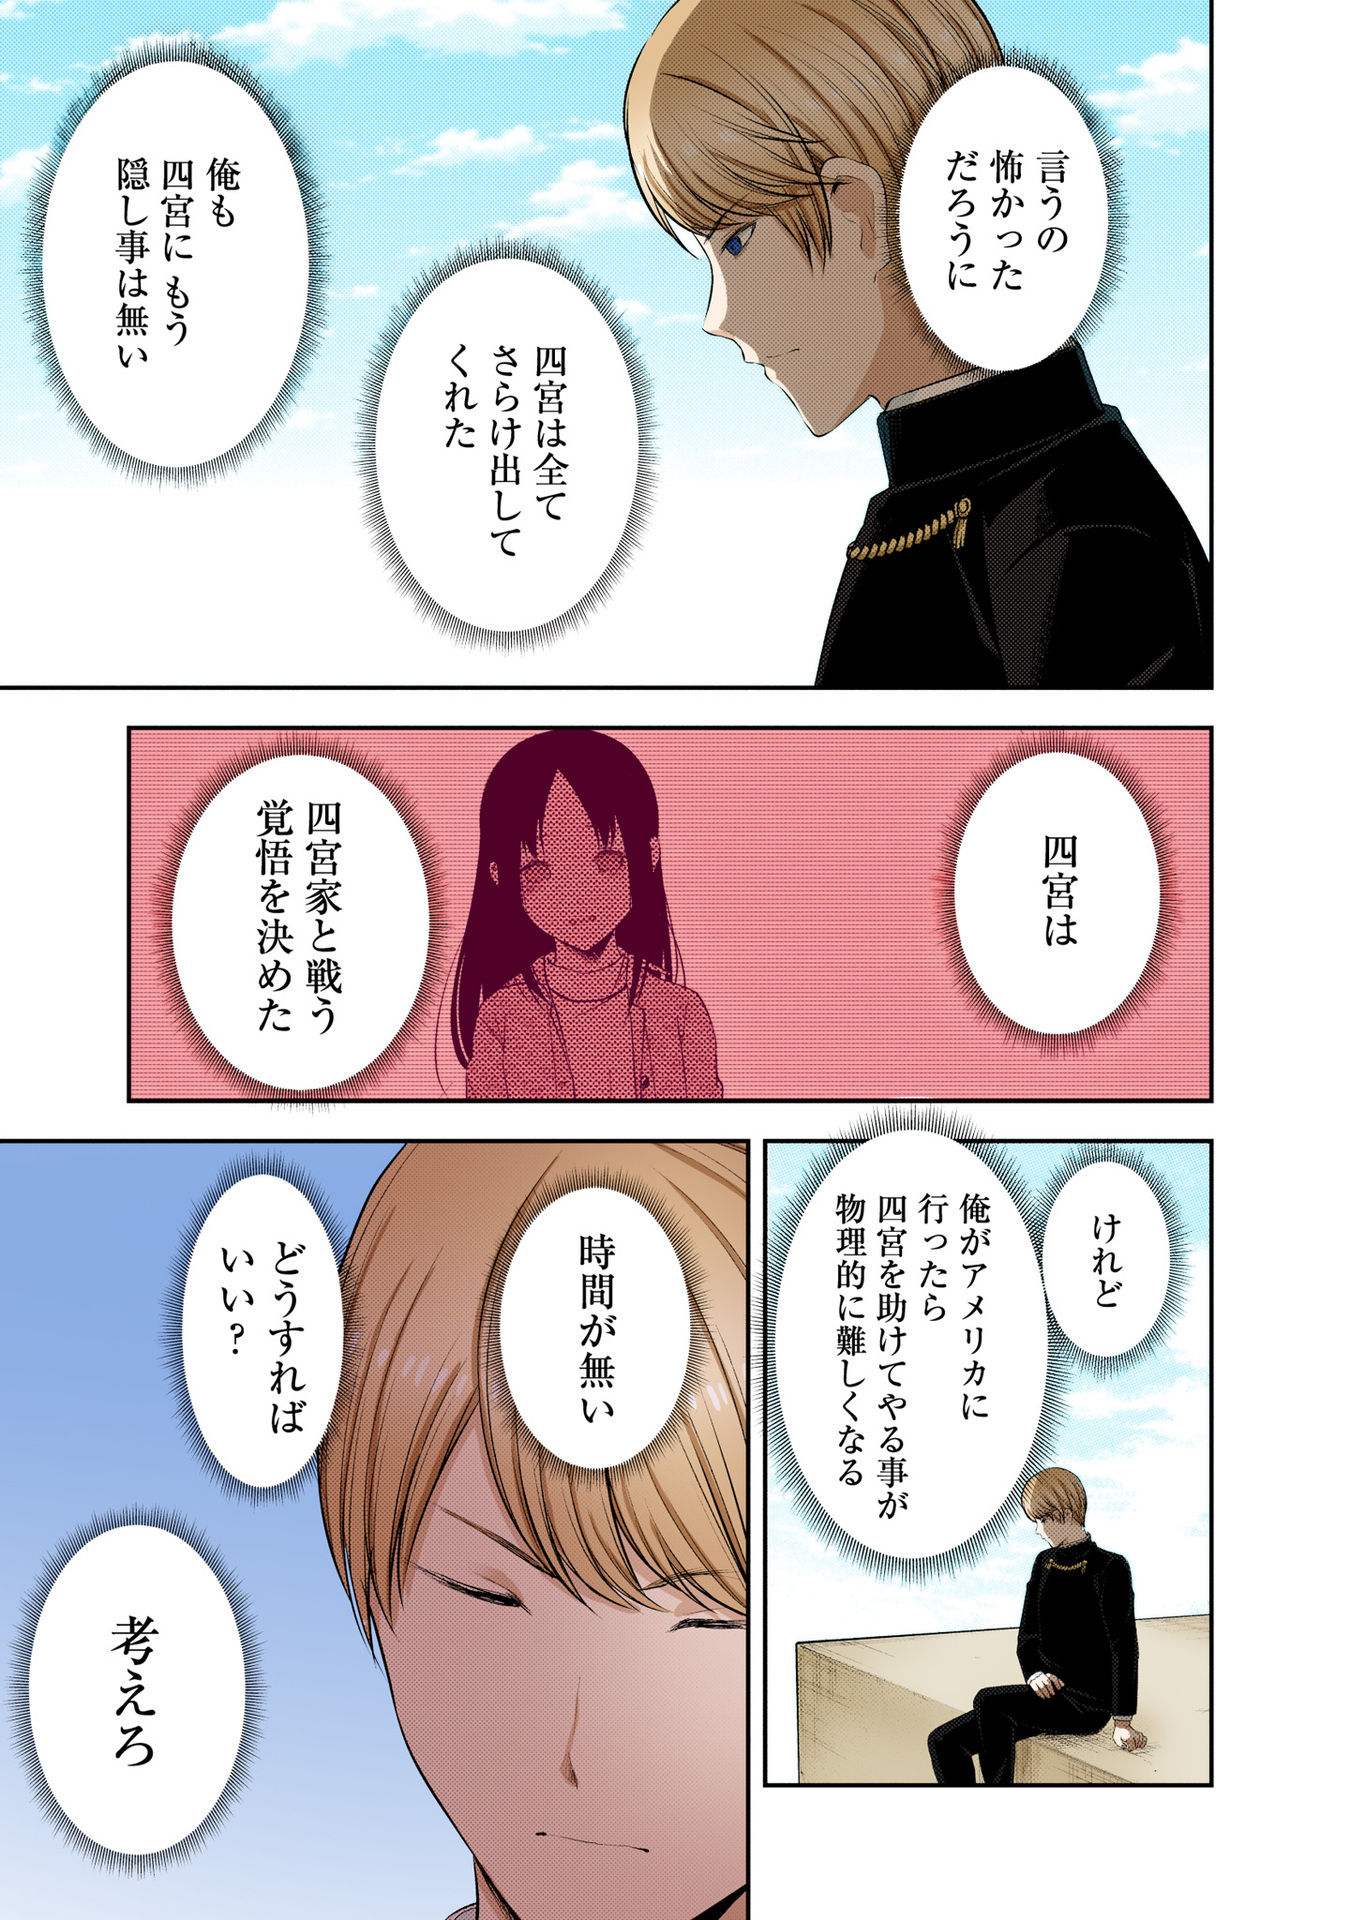 言うの
怖かった
だろうに
四宮は全て
さらけ出して
くれた
俺も
四宮に もう
隠し事は無い
四宮は
四宮家と戦う
覚悟を決めた
けれど
俺がアメリカに
行ったら
四宮を助けてやる事が
物理的に難しくなる
時間が無い
どうすれば
いい?
考えろ